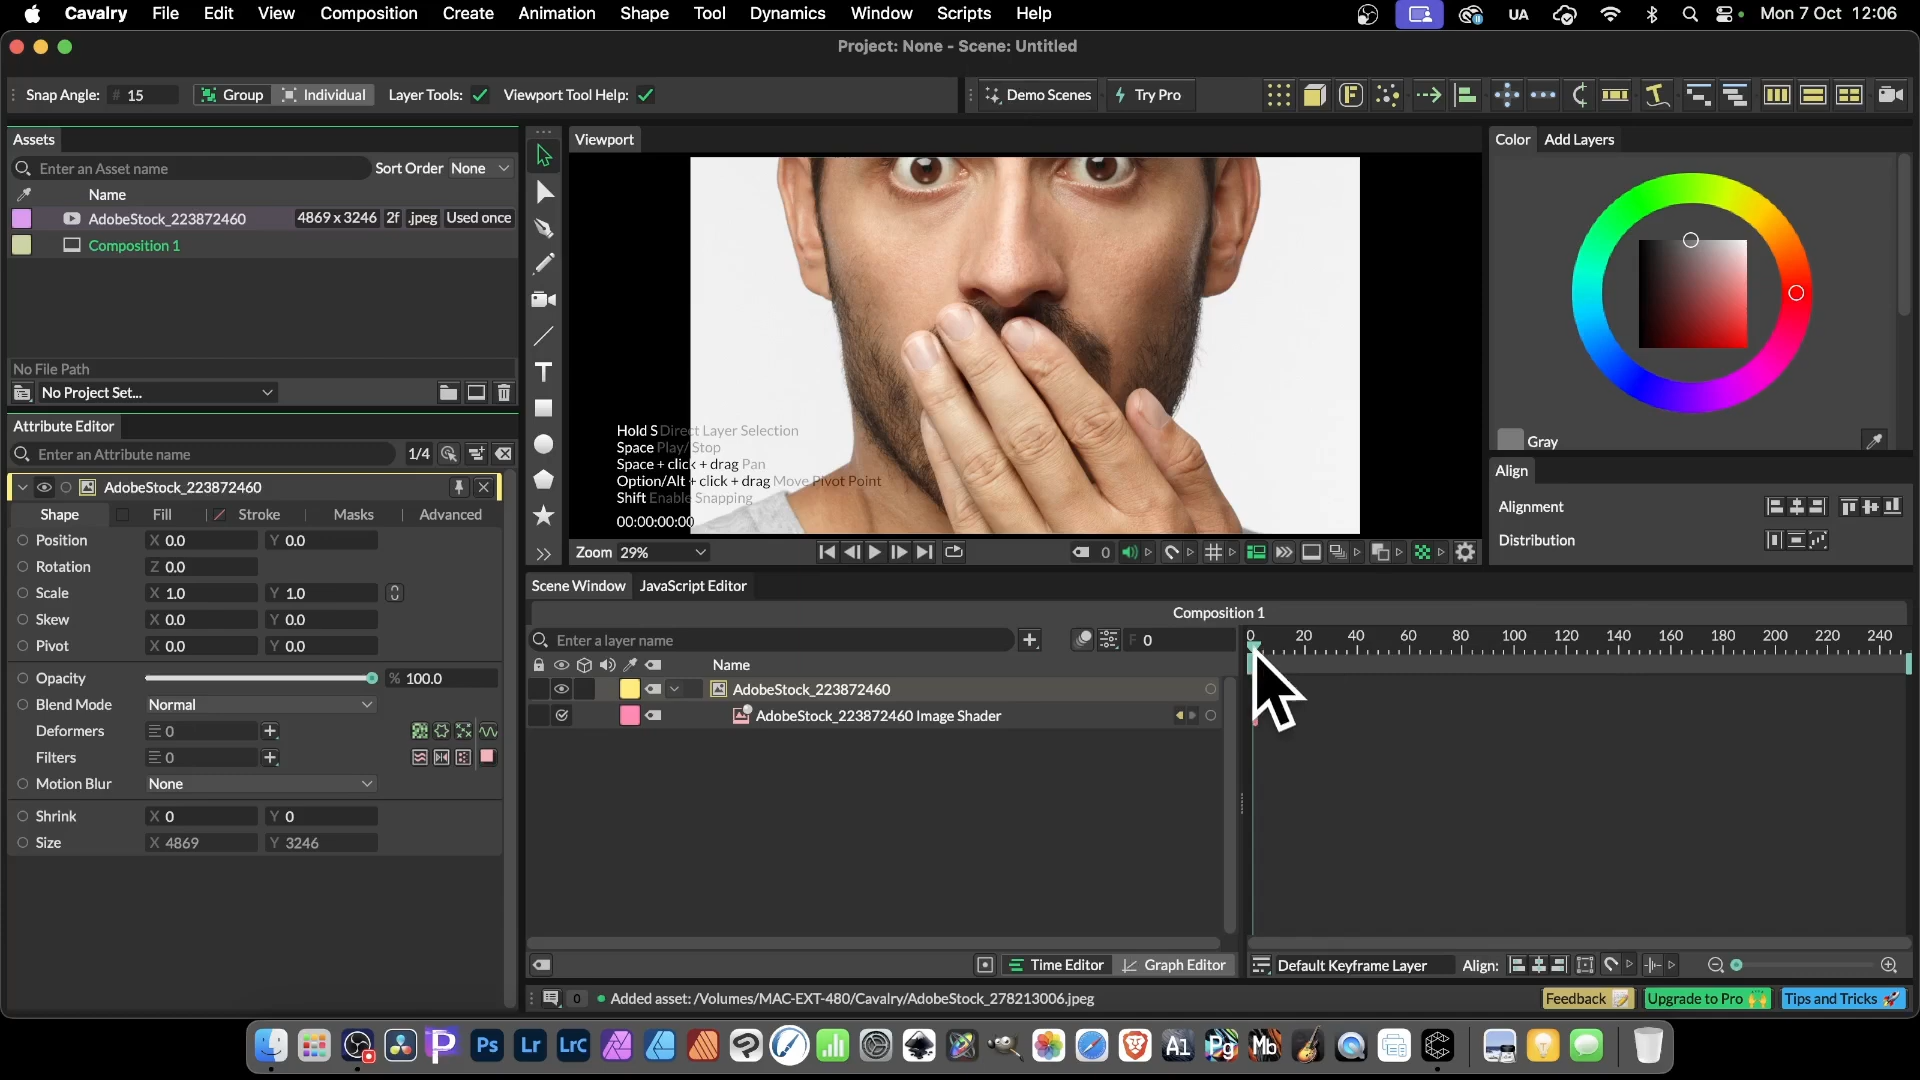 Cavalry File Edit View Composition Create Animation Shape Tool Dynamics Window Scripts Help UA Mon 7 Oct 12:06
Project: None - Scene: Untitled
Snap Angle: # 15 Group Individual Layer Tools: Viewport Tool Help: Demo Scenes Try Pro
Assets
Enter an Asset name Sort Order None
Name
AdobeStock_223872460 4869 x 3246 2f .jpeg Used once
Composition 1
No File Path
No Project Set...
Attribute Editor
Enter an Attribute name 1/4
AdobeStock_223872460
Shape Fill Stroke Masks Advanced
Position X 0.0 Y 0.0
Rotation Z 0.0
Scale X 1.0 Y 1.0
Skew X 0.0 Y 0.0
Pivot X 0.0 Y 0.0
Opacity % 100.0
Blend Mode Normal
Deformers 0
Filters 0
Motion Blur None
Shrink X 0 Y 0
Size X 4869 Y 3246
Viewport
Hold S Direct Layer Selection
Space Play/ Stop
Space + click + drag Pan
Option/Alt + click + drag Move Pivot Point
Shift Enable Snapping
00:00:00:00
Zoom 29% 0
Color Add Layers
Gray
Align
Alignment
Distribution
Scene Window JavaScript Editor
Composition 1
Enter a layer name F 0
0 20 40 60 80 100 120 140 160 180 200 220 240
Name
AdobeStock_223872460
AdobeStock_223872460 Image Shader
Time Editor Graph Editor Default Keyframe Layer Align:
0 Added asset: /Volumes/MAC-EXT-480/Cavalry/AdobeStock_278213006.jpeg Feedback Upgrade to Pro Tips and Tricks
Ps Lr LrC Al Pg Mb